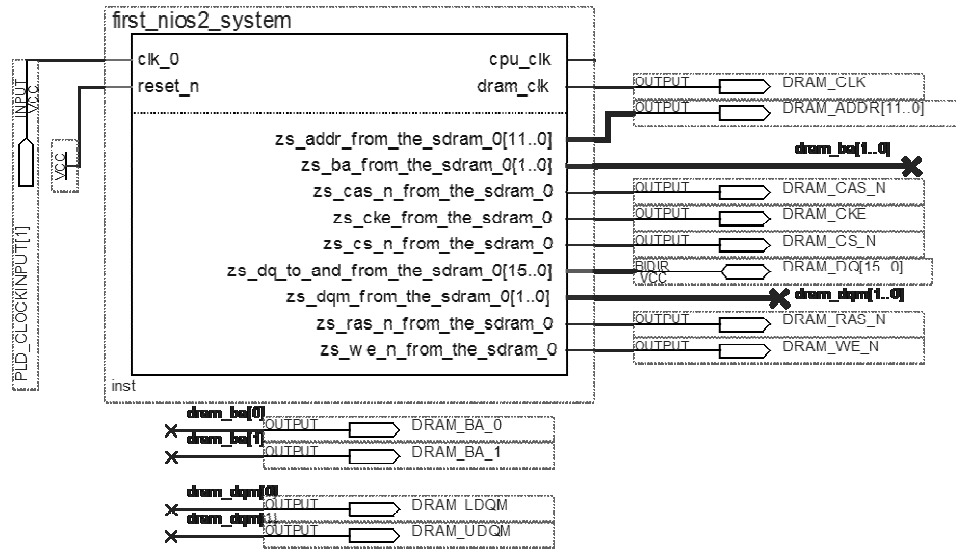 first_nios2_system
clk_0
cpu_clk
reset_n
dram_clk
INPUT
VCC
PLD_CLOCKINPUT[1]
VCC
OUTPUT DRAM_CLK
OUTPUT DRAM_ADDR[11..0]
zs_addr_from_the_sdram_0[11..0]
dram_ba[1..0]
zs_ba_from_the_sdram_0[1..0]
zs_cas_n_from_the_sdram_0
OUTPUT DRAM_CAS_N
zs_cke_from_the_sdram_0
OUTPUT DRAM_CKE
zs_cs_n_from_the_sdram_0
OUTPUT DRAM_CS_N
zs_dq_to_and_from_the_sdram_0[15..0]
BIDIR
VCC
DRAM_DQ[15..0]
zs_dqm_from_the_sdram_0[1..0]
dram_dqm[1..0]
zs_ras_n_from_the_sdram_0
OUTPUT DRAM_RAS_N
zs_we_n_from_the_sdram_0
OUTPUT DRAM_WE_N
inst
dram_ba[0]
OUTPUT DRAM_BA_0
dram_ba[1]
OUTPUT DRAM_BA_1
dram_dqm[0]
OUTPUT DRAM_LDQM
dram_dqm[1]
OUTPUT DRAM_UDQM